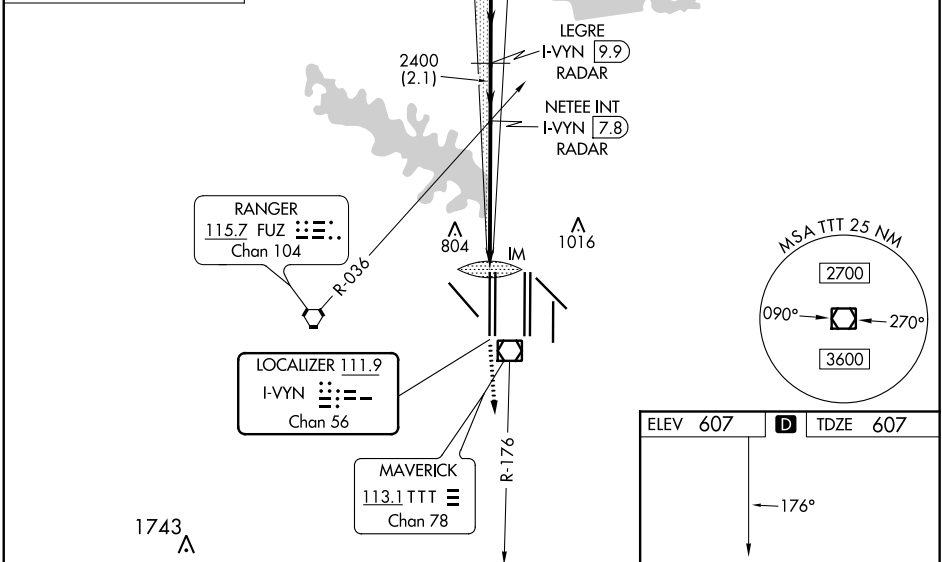 LEGRE
I-VYN 9.9
RADAR
2400
(2.1)
NETEE INT
I-VYN 7.8
RADAR
RANGER
115.7 FUZ
Chan 104
R-036
804
1016
IM
MSA TTT 25 NM
2700
090°
270°
3600
LOCALIZER 111.9
I-VYN
Chan 56
MAVERICK
113.1 TTT
Chan 78
R-176
1743
ELEV 607 D TDZE 607
176°